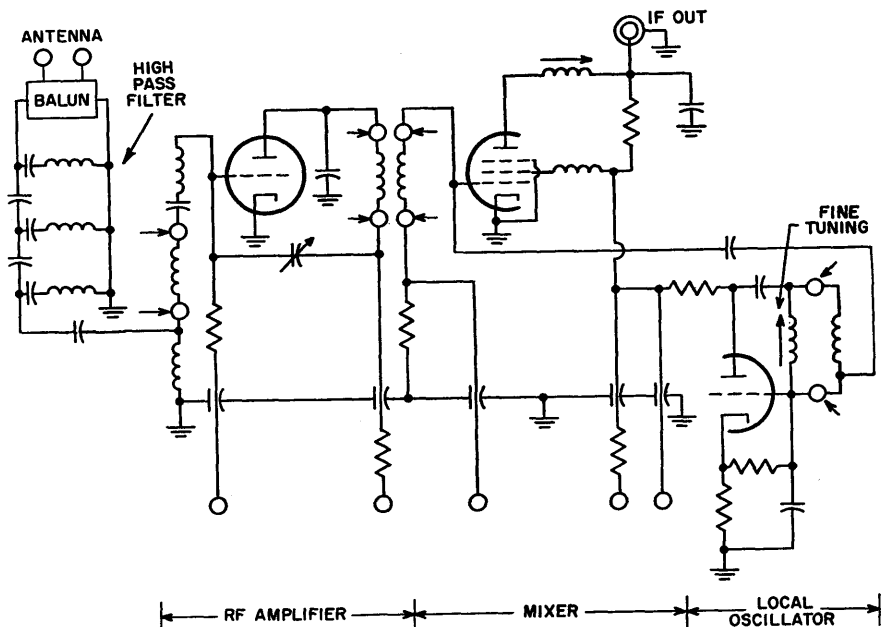 ANTENNA
BALUN
HIGH
PASS
FILTER
IF OUT
FINE
TUNING
RF AMPLIFIER
MIXER
LOCAL
OSCILLATOR